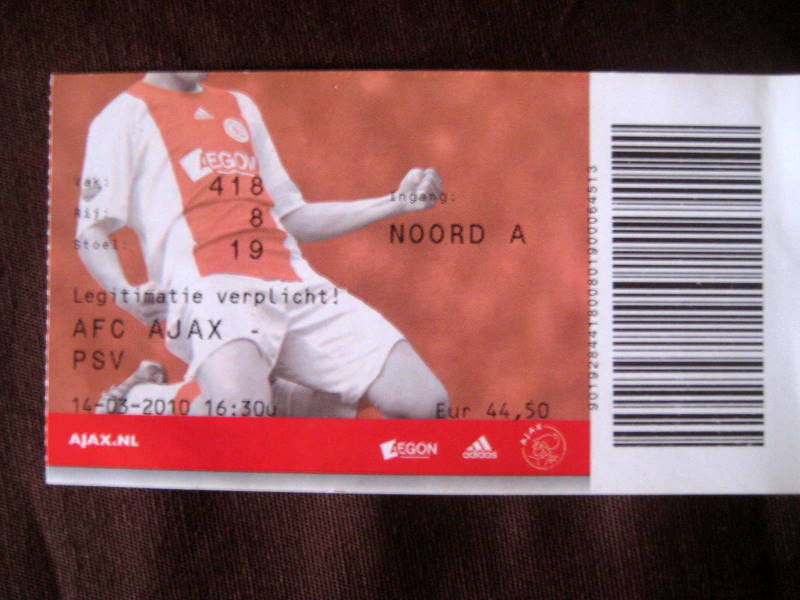 AEGON
Vak: 418
Rij: 8
Stoel: 19
Ingang:
NOORD A
Legitimatie verplicht!
AFC AJAX -
PSV
14-03-2010 16:30u
Eur 44,50
AJAX.NL
AEGON
adidas
AJAX
901928441800801900064513